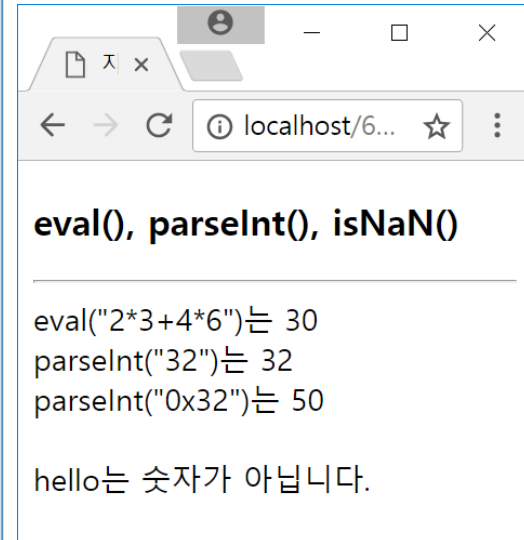 지
localhost/6...
eval(), parseInt(), isNaN()
eval("2*3+4*6")는 30
parseInt("32")는 32
parseInt("0x32")는 50
hello는 숫자가 아닙니다.